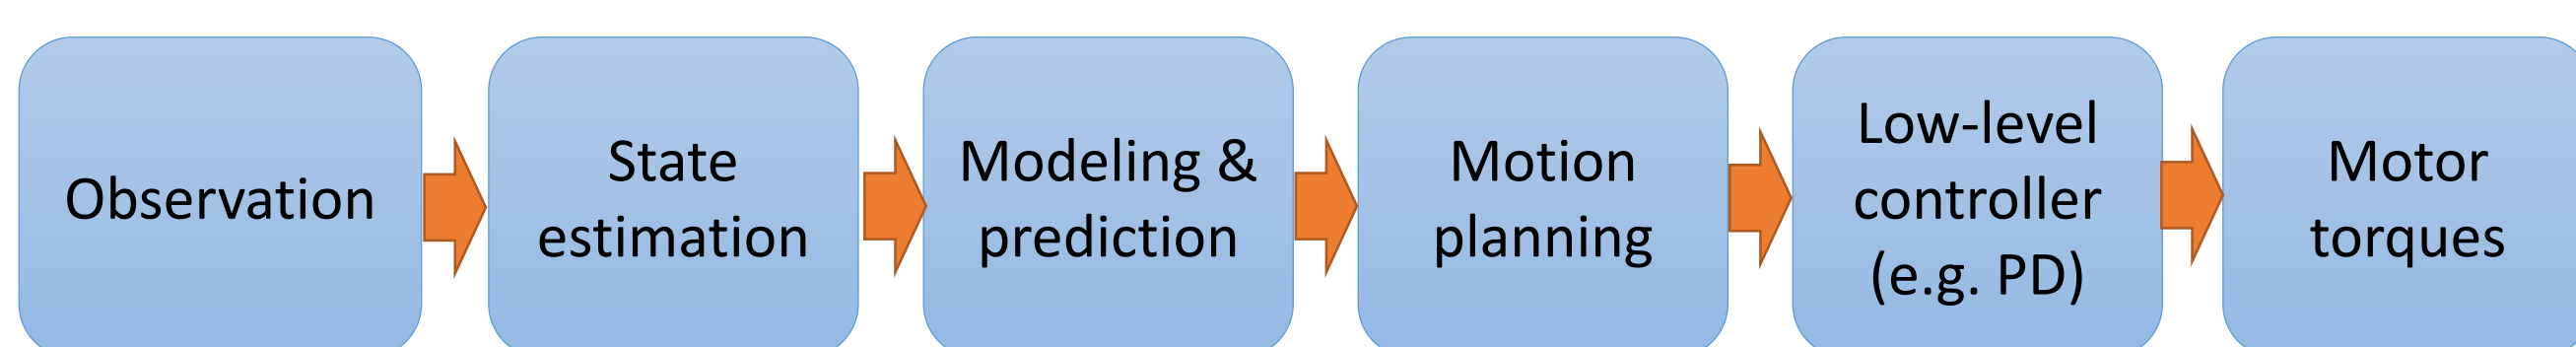 Observation
State
estimation
Modeling &
prediction
Motion
planning
Low-level
controller
(e.g. PD)
Motor
torques